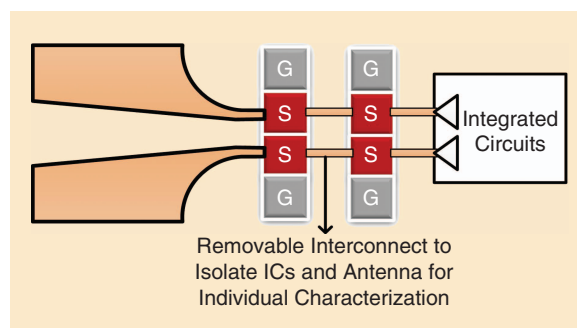 G G
S S
Integrated
Circuits
S S
G G
Removable Interconnect to
Isolate ICs and Antenna for
Individual Characterization